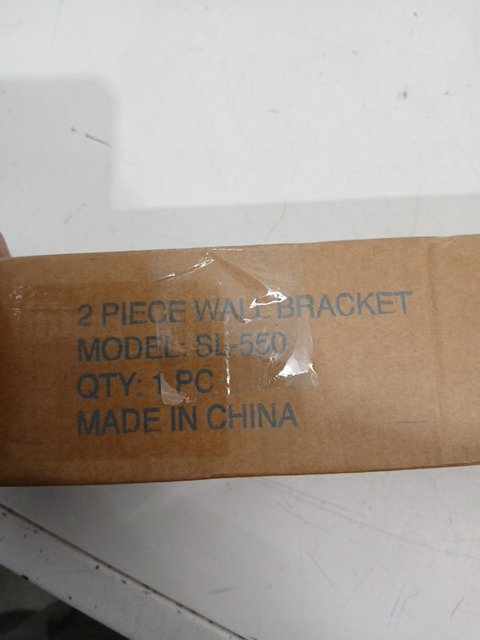 2 PIECE WALL BRACKET
MODEL: SL-550
QTY: 1 PC
MADE IN CHINA